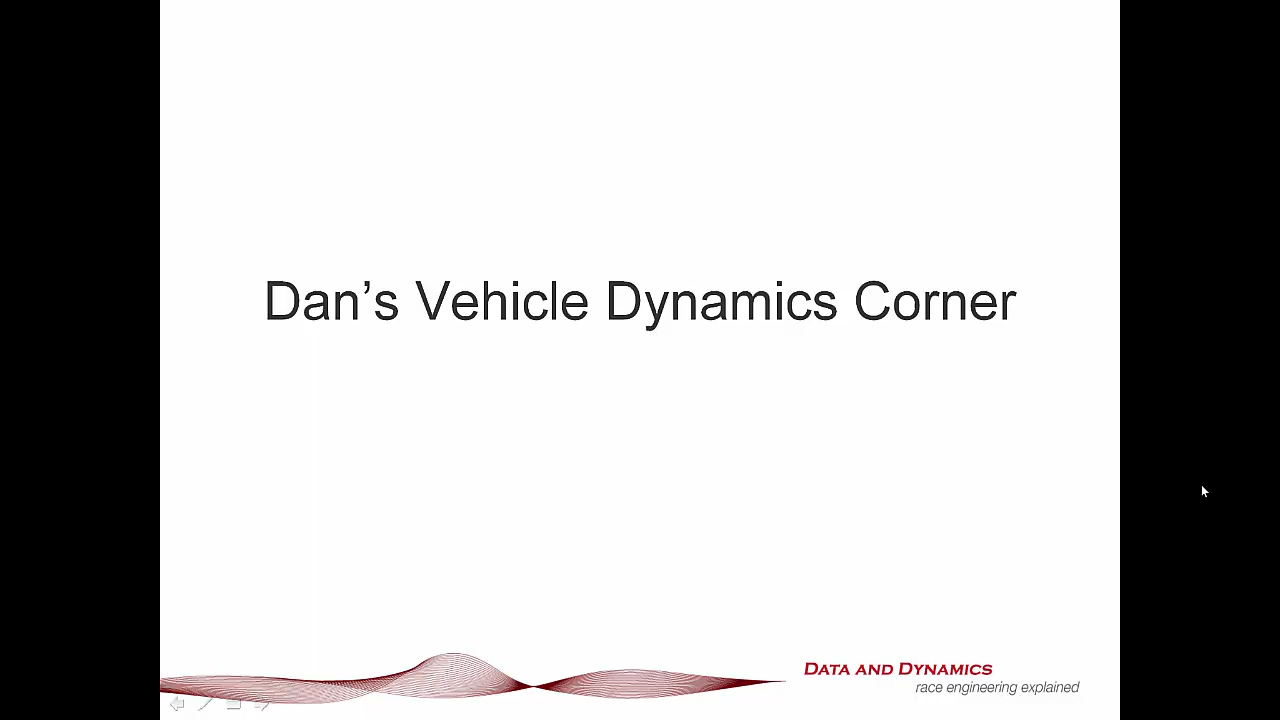 Dan’s Vehicle Dynamics Corner
DATA AND DYNAMICS
race engineering explained